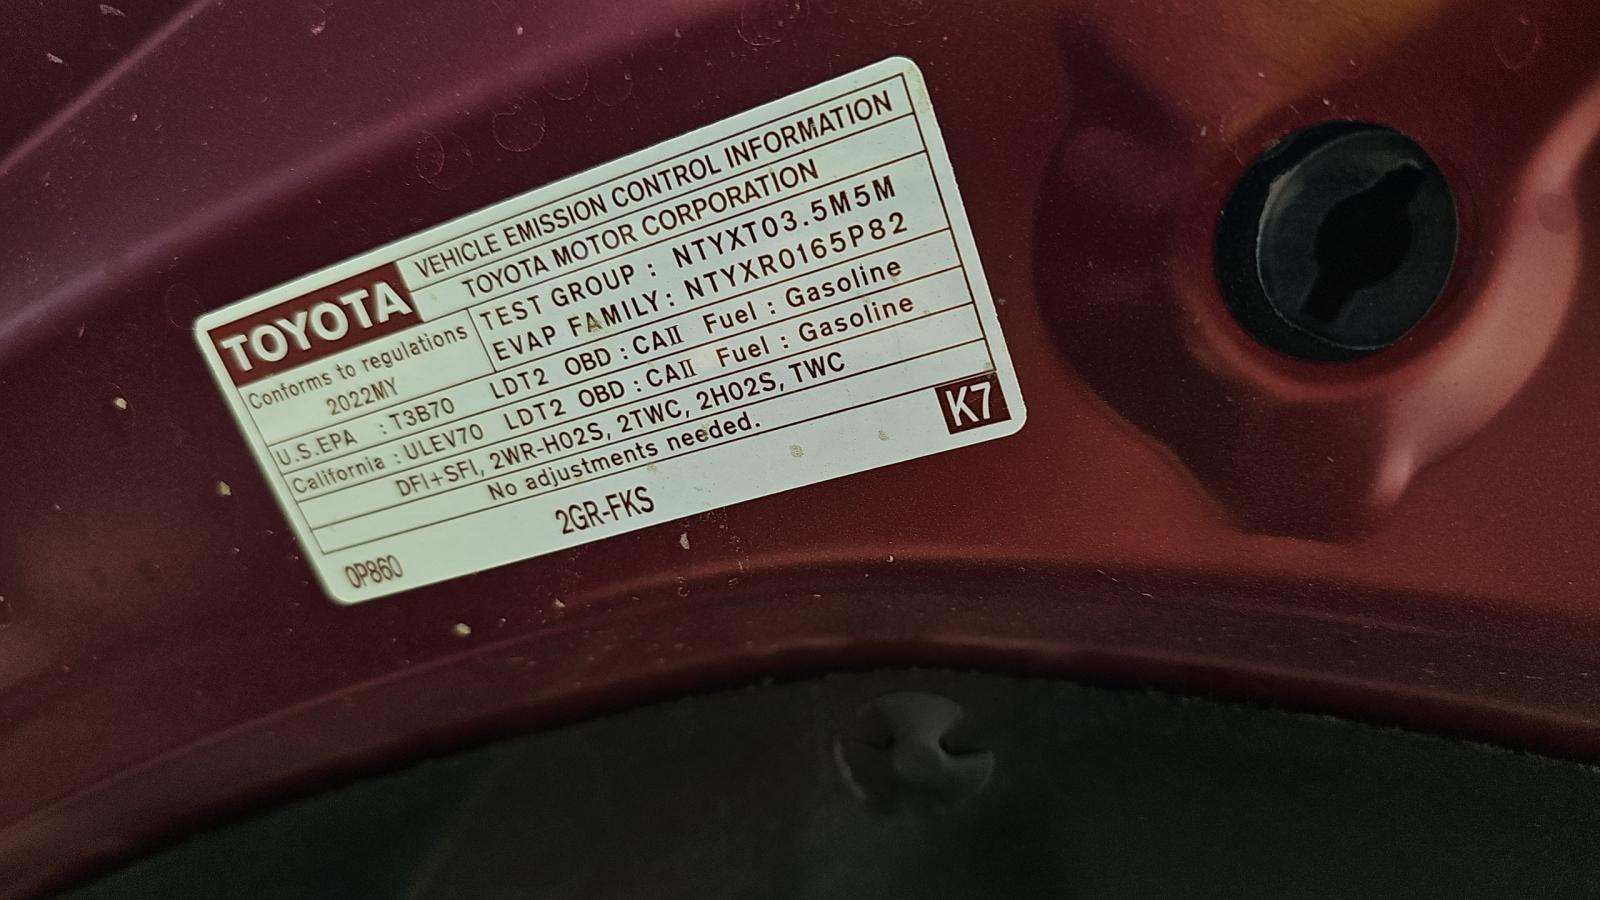 TOYOTA
VEHICLE EMISSION CONTROL INFORMATION
TOYOTA MOTOR CORPORATION
Conforms to regulations
2022MY
TEST GROUP : NTYXT03.5M5M
EVAP FAMILY: NTYXR0165P82
U.S.EPA : T3B70 LDT2 OBD : CAII Fuel : Gasoline
California : ULEV70 LDT2 OBD : CAII Fuel : Gasoline
DFI+SFI, 2WR-HO2S, 2TWC, 2HO2S, TWC
No adjustments needed.
2GR-FKS
K7
0P860